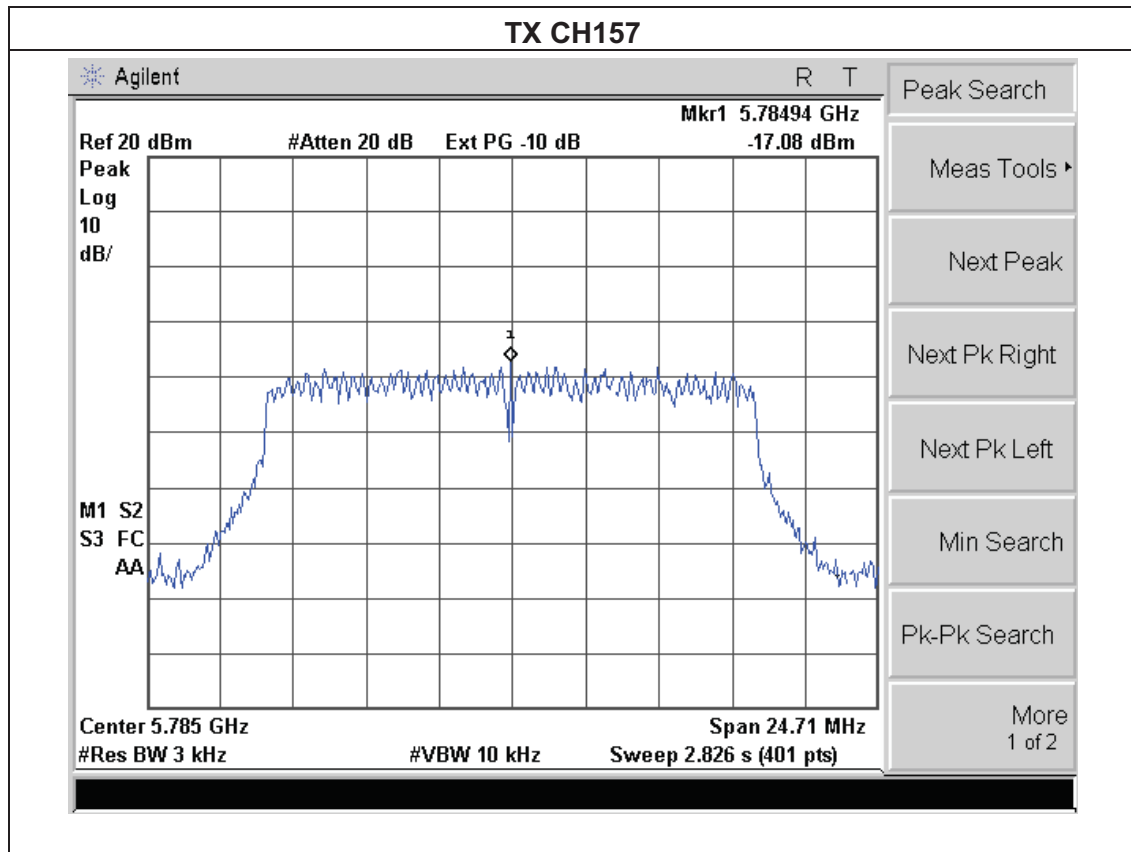 TX CH157
Agilent R T
Mkr1 5.78494 GHz
Ref 20 dBm #Atten 20 dB Ext PG -10 dB -17.08 dBm
Peak
Log
10
dB/
1
M1 S2
S3 FC
AA
Center 5.785 GHz Span 24.71 MHz
#Res BW 3 kHz #VBW 10 kHz Sweep 2.826 s (401 pts)
Peak Search
Meas Tools
Next Peak
Next Pk Right
Next Pk Left
Min Search
Pk-Pk Search
More
1 of 2